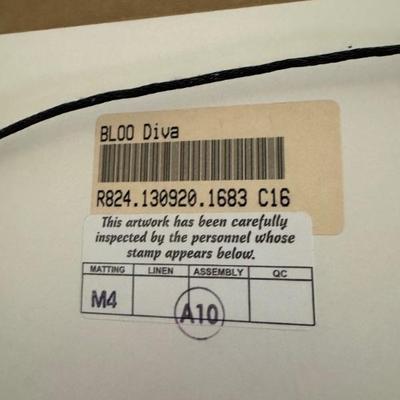 BLOO Diva
R824.130920.1683 C16
This artwork has been carefully
inspected by the personnel whose
stamp appears below.
MATTING LINEN ASSEMBLY QC
M4 A10